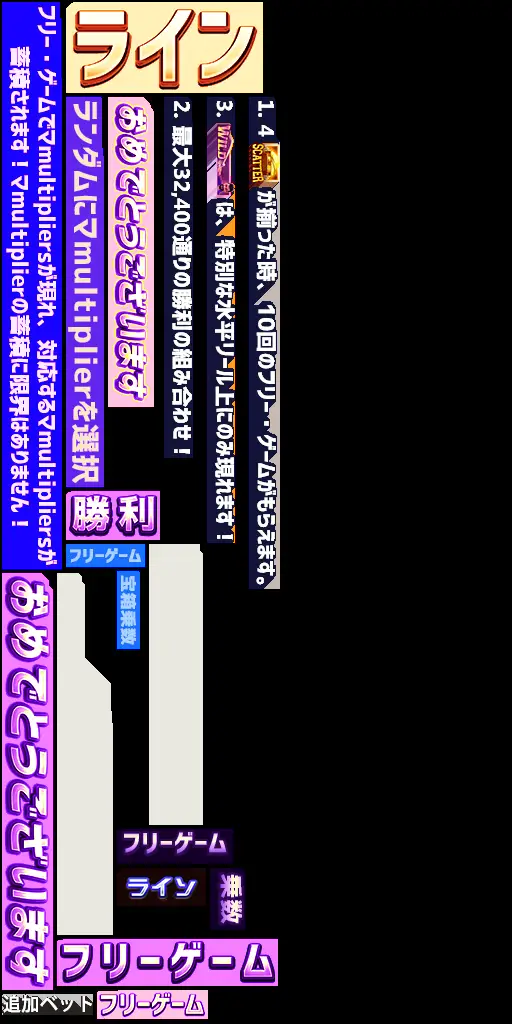 ライン
フリー・ゲームでマmultipliersが現れ、対応するマmultipliersが
蓄積されます！マmultiplierの蓄積に限界はありません！
ランダムにマmultiplierを選択
おめでとうございます
2. 最大32,400通りの勝利の組み合わせ！
3. WILD は、特別な水平リール上にのみ現れます！
1. 4 SCATTER が揃った時、10回のフリー・ゲームがもらえます。
勝利
フリーゲーム
宝箱乗数
おめでとうございます
フリーゲーム
ライン
乗数
フリーゲーム
追加ベット
フリーゲーム